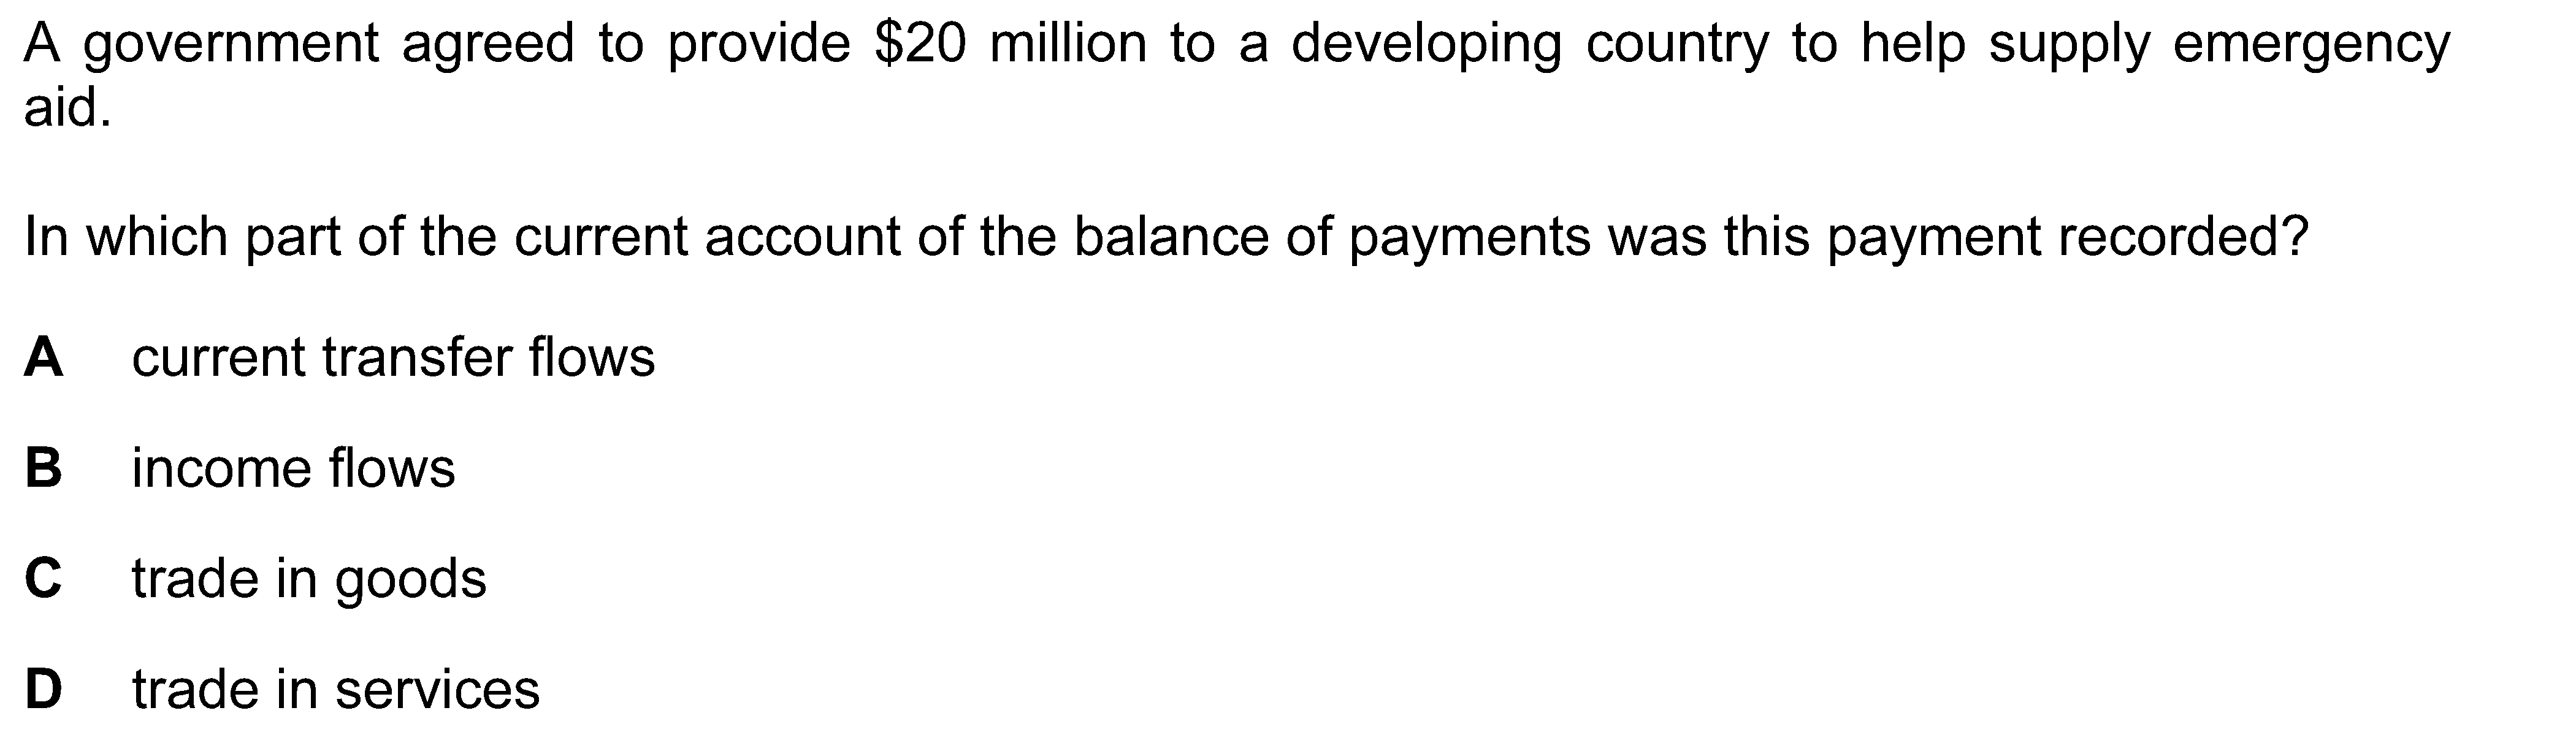 A government agreed to provide $20 million to a developing country to help supply emergency
aid.
In which part of the current account of the balance of payments was this payment recorded?
A current transfer flows
B income flows
C trade in goods
D trade in services